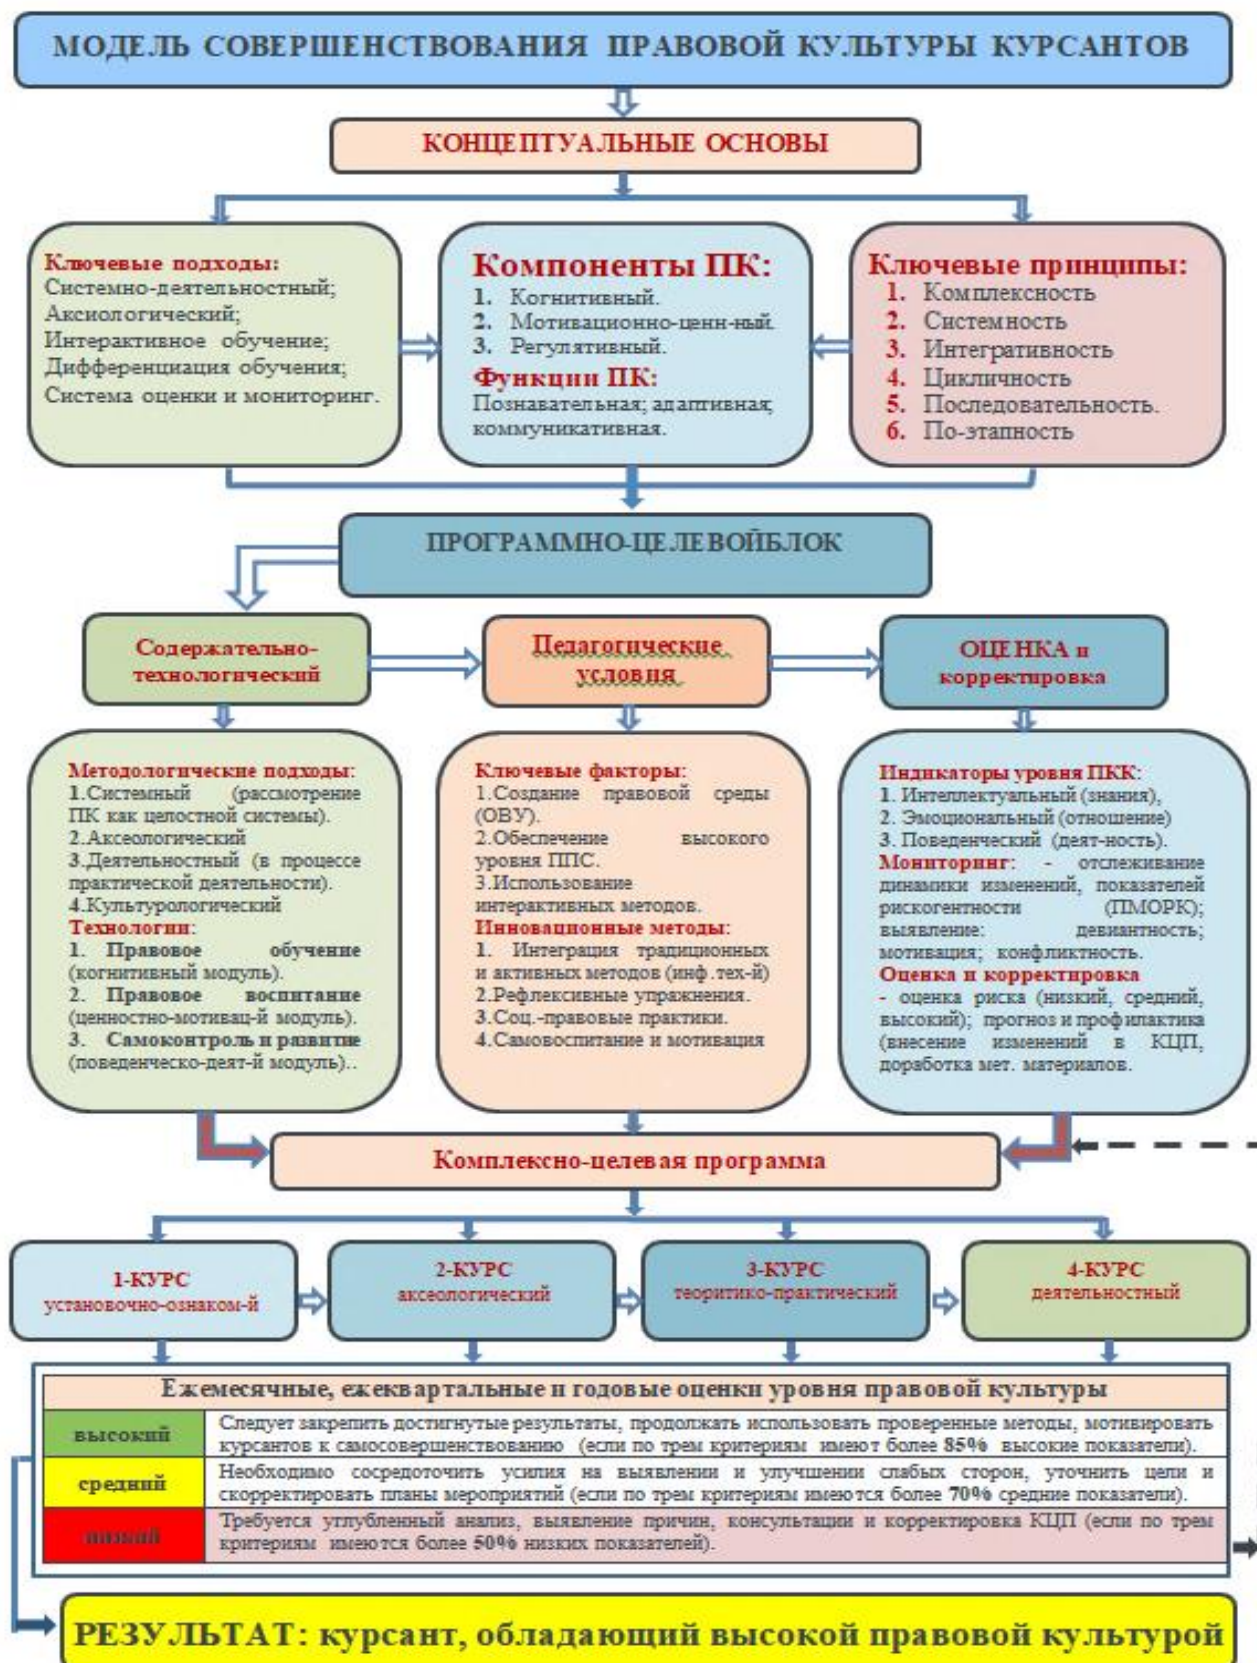 МОДЕЛЬ СОВЕРШЕНСТВОВАНИЯ ПРАВОВОЙ КУЛЬТУРЫ КУРСАНТОВ
КОНЦЕПТУАЛЬНЫЕ ОСНОВЫ
Ключевые подходы:
Системно-деятельностный;
Аксиологический;
Интерактивное обучение;
Дифференциация обучения;
Система оценки и мониторинг.
Компоненты ПК:
1. Когнитивный.
2. Мотивационно-ценн-ный.
3. Регулятивный.
Функции ПК:
Познавательная; адаптивная;
коммуникативная.
Ключевые принципы:
1. Комплексность
2. Системность
3. Интегративность
4. Цикличность
5. Последовательность.
6. По-этапность
ПРОГРАММНО-ЦЕЛЕВОЙБЛОК
Содержательно-
технологический
Педагогические
условия
ОЦЕНКА и
корректировка
Методологические подходы:
1.Системный (рассмотрение
ПК как целостной системы).
2.Аксеологический
3.Деятельностный (в процессе
практической деятельности).
4.Культурологический
Технологии:
1. Правовое обучение
(когнитивный модуль).
2. Правовое воспитание
(ценностно-мотивац-й модуль).
3. Самоконтроль и развитие
(поведенческо-деят-й модуль)..
Ключевые факторы:
1.Создание правовой среды
(ОВУ).
2.Обеспечение высокого
уровня ППС.
3.Использование
интерактивных методов.
Инновационные методы:
1. Интеграция традиционных
и активных методов (инф.тех-й)
2.Рефлексивные упражнения.
3.Соц.-правовые практики.
4.Самовоспитание и мотивация
Индикаторы уровня ПКК:
1. Интеллектуальный (знания),
2. Эмоциональный (отношение)
3. Поведенческий (деят-ность).
Мониторинг: - отслеживание
динамики изменений, показателей
рискогентности (ПМОРК);
выявление: девиантность;
мотивация; конфликтность.
Оценка и корректировка
- оценка риска (низкий, средний,
высокий); прогноз и профилактика
(внесение изменений в КЦП,
доработка мет. материалов.
Комплексно-целевая программа
1-КУРС
установочно-ознаком-й
2-КУРС
аксеологический
3-КУРС
теоритико-практический
4-КУРС
деятельностный
Ежемесячные, ежеквартальные и годовые оценки уровня правовой культуры
высокий
Следует закрепить достигнутые результаты, продолжать использовать проверенные методы, мотивировать
курсантов к самосовершенствованию (если по трем критериям имеют более 85% высокие показатели).
средний
Необходимо сосредоточить усилия на выявлении и улучшении слабых сторон, уточнить цели и
скорректировать планы мероприятий (если по трем критериям имеются более 70% средние показатели).
низкий
Требуется углубленный анализ, выявление причин, консультации и корректировка КЦП (если по трем
критериям имеются более 50% низких показателей).
РЕЗУЛЬТАТ: курсант, обладающий высокой правовой культурой